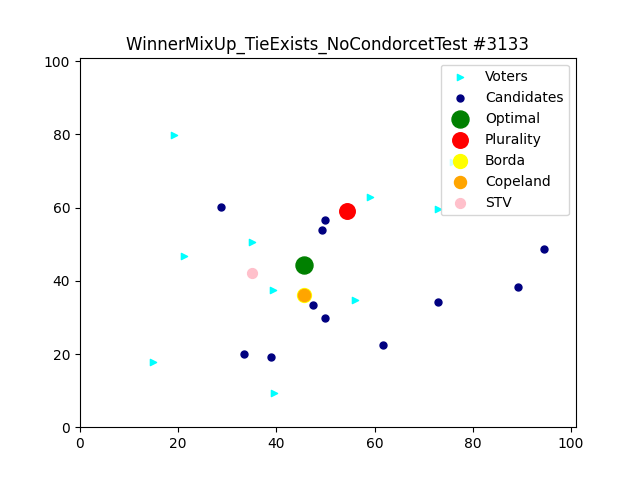 WinnerMixUp_TieExists_NoCondorcetTest #3133
100
80
60
40
20
0
0 20 40 60 80 100
Voters
Candidates
Optimal
Plurality
Borda
Copeland
STV